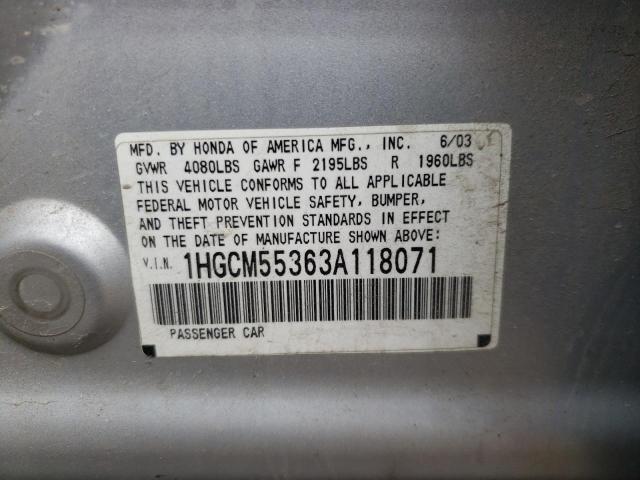 MFD. BY HONDA OF AMERICA MFG., INC. 6/03
GVWR 4080LBS GAWR F 2195LBS R 1960LBS
THIS VEHICLE CONFORMS TO ALL APPLICABLE
FEDERAL MOTOR VEHICLE SAFETY, BUMPER,
AND THEFT PREVENTION STANDARDS IN EFFECT
ON THE DATE OF MANUFACTURE SHOWN ABOVE:
V.I.N. 1HGCM55363A118071
PASSENGER CAR